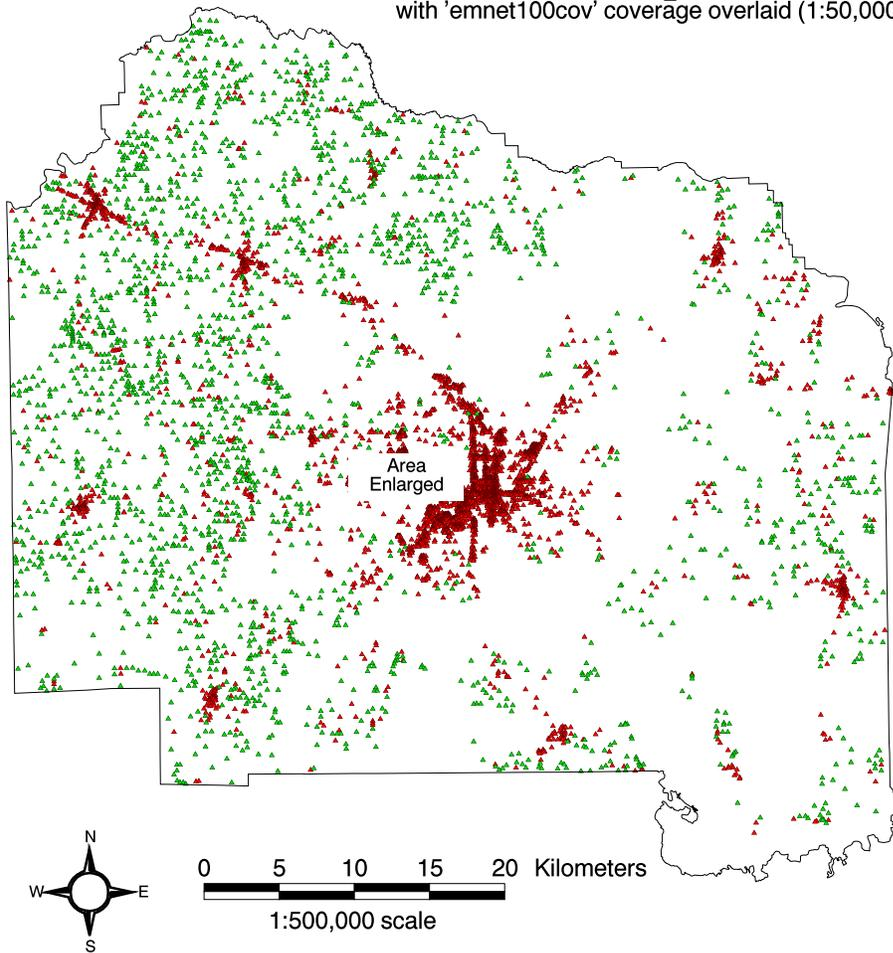 with 'emnet100cov' coverage overlaid (1:50,000
Area
Enlarged
N
W
E
S
0 5 10 15 20 Kilometers
1:500,000 scale